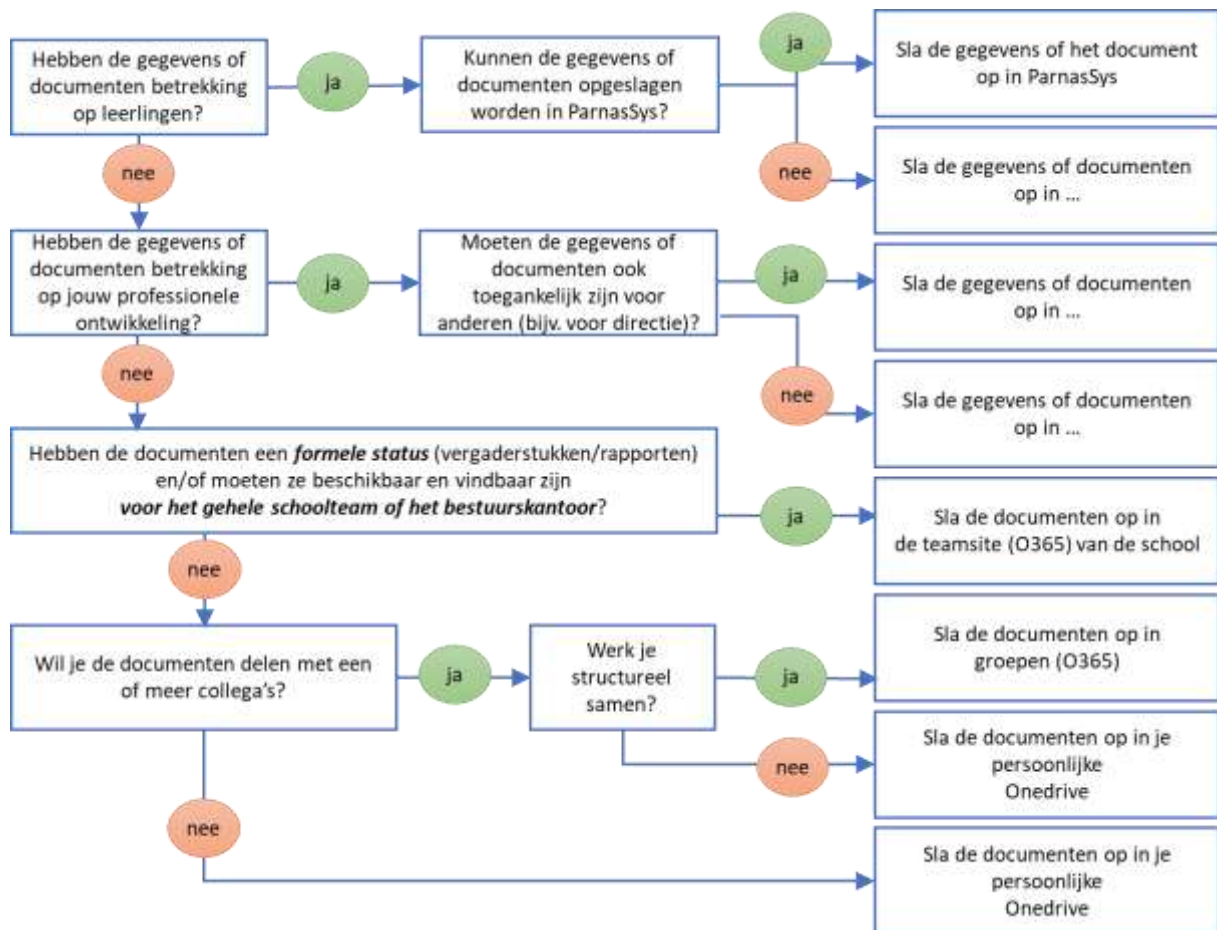 Hebben de gegevens of
documenten betrekking
op leerlingen?
ja
Kunnen de gegevens of
documenten opgeslagen
worden in ParnasSys?
ja
Sla de gegevens of het document
op in ParnasSys
nee
nee
Sla de gegevens of documenten
op in ...
Hebben de gegevens of
documenten betrekking
op jouw professionele
ontwikkeling?
ja
Moeten de gegevens of
documenten ook
toegankelijk zijn voor
anderen (bijv. voor directie)?
ja
Sla de gegevens of documenten
op in ...
nee
nee
Sla de gegevens of documenten
op in ...
Hebben de documenten een formele status (vergaderstukken/rapporten)
en/of moeten ze beschikbaar en vindbaar zijn
voor het gehele schoolteam of het bestuurskantoor?
ja
Sla de documenten op in
de teamsite (O365) van de school
nee
Wil je de documenten delen met een
of meer collega's?
ja
Werk je
structureel
samen?
ja
Sla de documenten op in
groepen (O365)
nee
Sla de documenten op in je
persoonlijke
Onedrive
nee
Sla de documenten op in je
persoonlijke
Onedrive